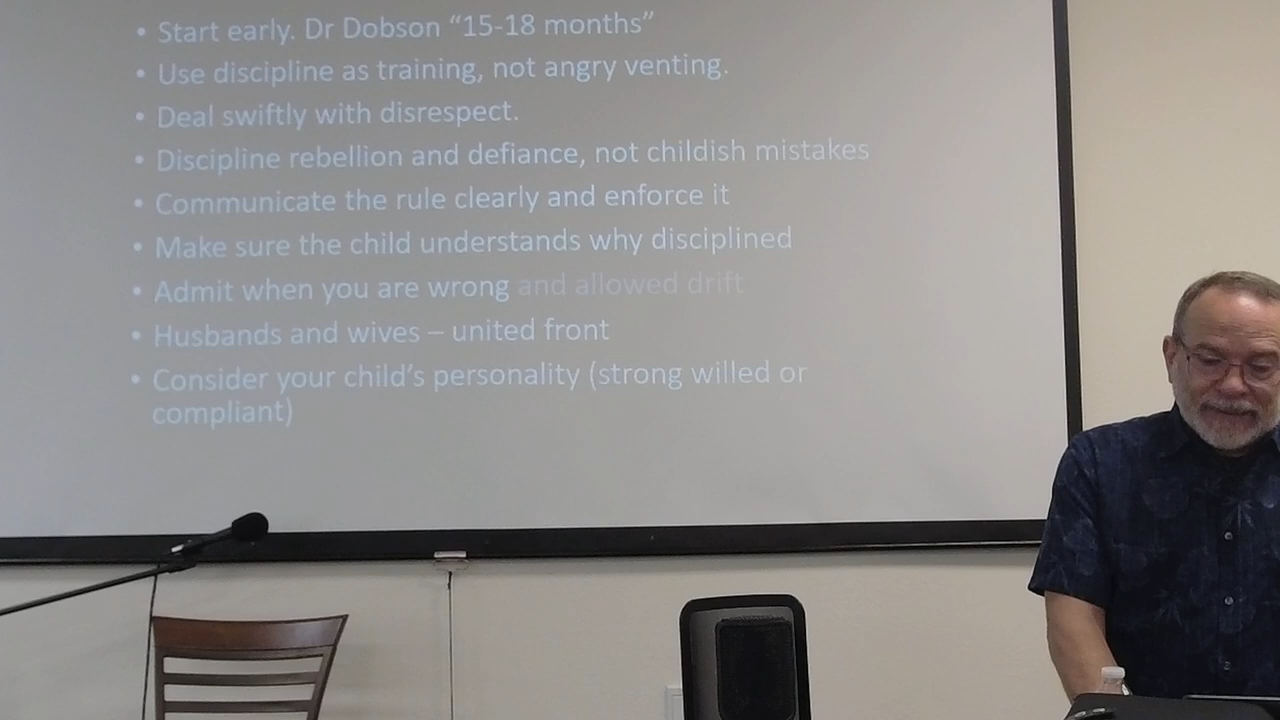 • Start early. Dr Dobson “15-18 months”
• Use discipline as training, not angry venting.
• Deal swiftly with disrespect.
• Discipline rebellion and defiance, not childish mistakes
• Communicate the rule clearly and enforce it
• Make sure the child understands why disciplined
• Admit when you are wrong and allowed drift
• Husbands and wives – united front
• Consider your child’s personality (strong willed or
compliant)